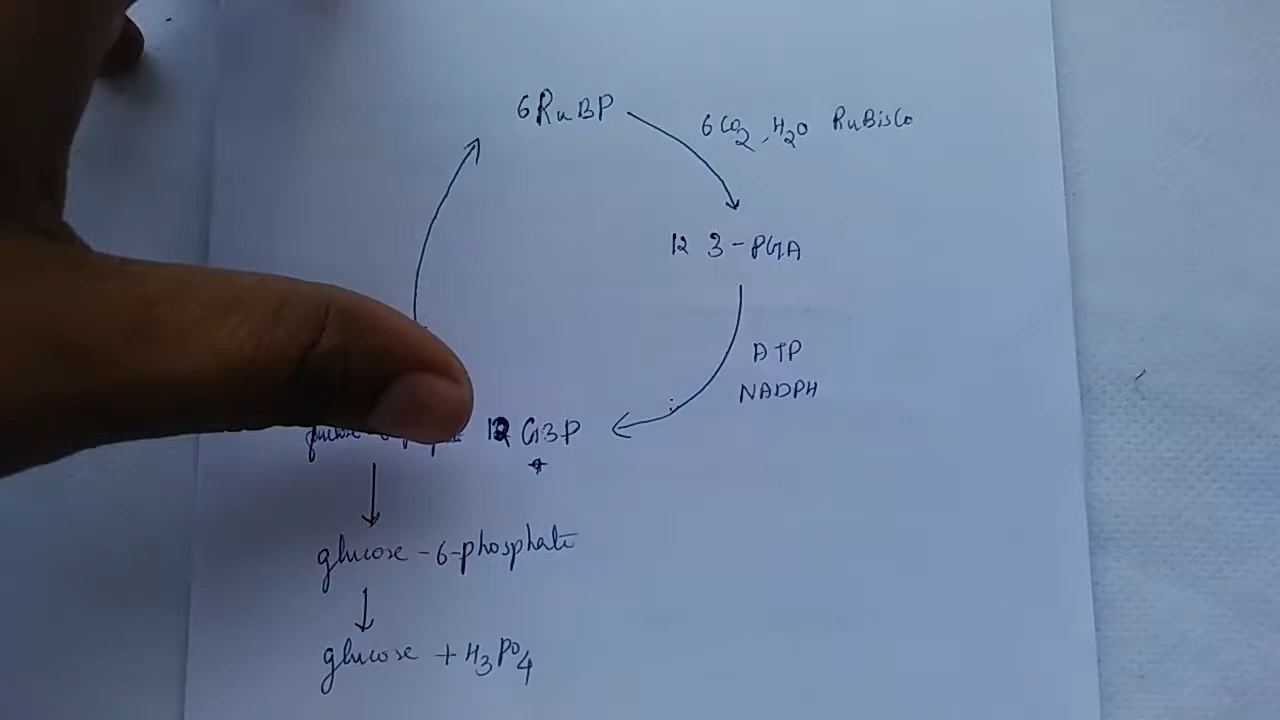 6RuBP
6CO2, H2O RuBisCo
12 3-PGA
ATP
NADPH
12 G3P
glucose-6-phosphate
glucose + H3PO4